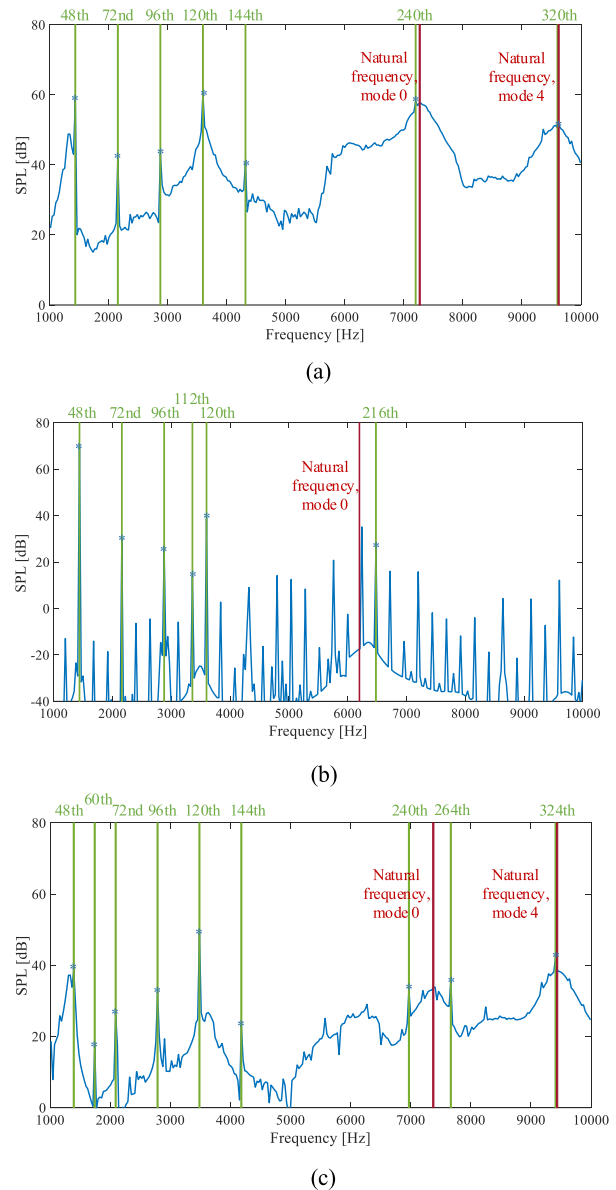 48th 72nd 96th 120th 144th 240th 320th
80
60
40
20
0
SPL [dB]
Natural
frequency,
mode 0
Natural
frequency,
mode 4
1000 2000 3000 4000 5000 6000 7000 8000 9000 10000
Frequency [Hz]
(a)
112th
48th 72nd 96th 120th 216th
80
60
40
20
0
-20
-40
SPL [dB]
Natural
frequency,
mode 0
1000 2000 3000 4000 5000 6000 7000 8000 9000 10000
Frequency [Hz]
(b)
60th
48th 72nd 96th 120th 144th 240th 264th 324th
80
60
40
20
0
SPL [dB]
Natural
frequency,
mode 0
Natural
frequency,
mode 4
1000 2000 3000 4000 5000 6000 7000 8000 9000 10000
Frequency [Hz]
(c)